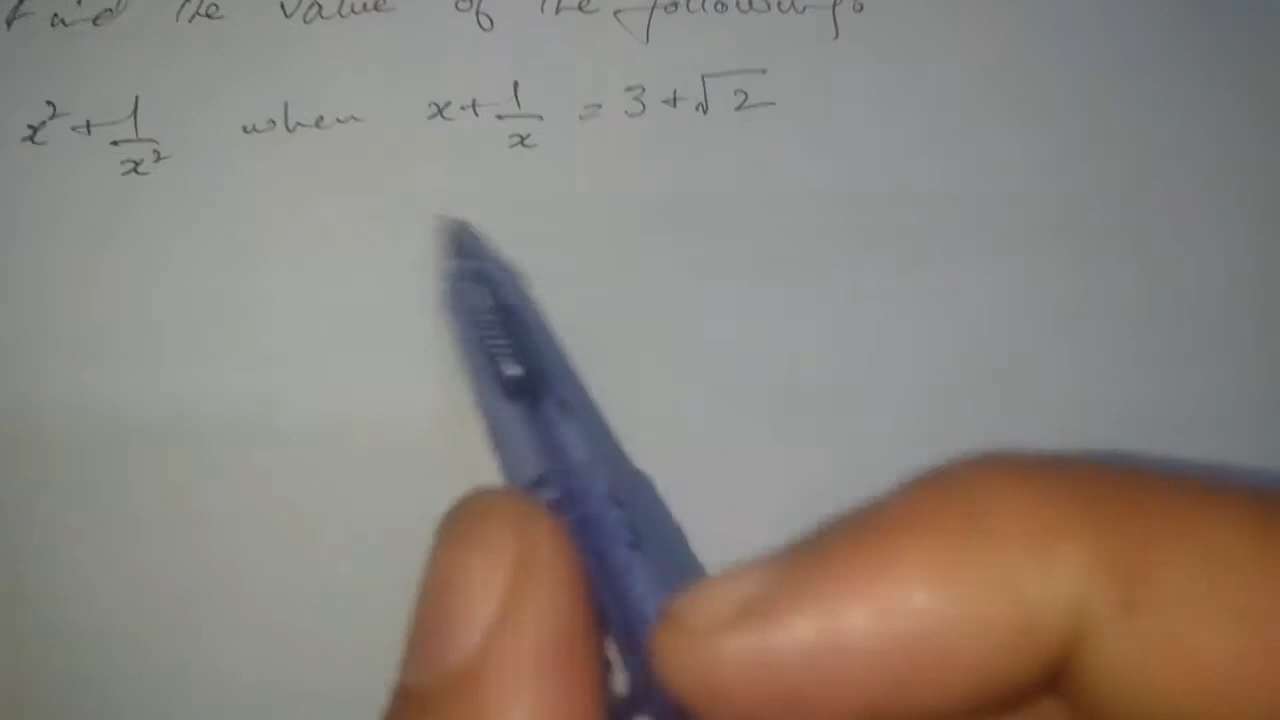 Find the value of the following:
x² + 1/x² when x + 1/x = 3 + √2